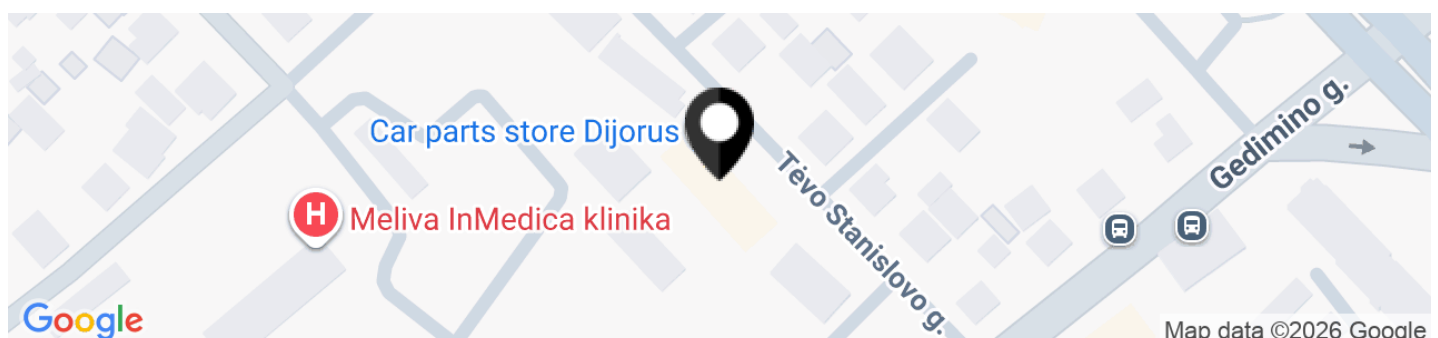 Car parts store Dijorus
Meliva InMedica klinika
H
Tėvo Stanislovo g.
Gedimino g.
Google
Map data ©2026 Google